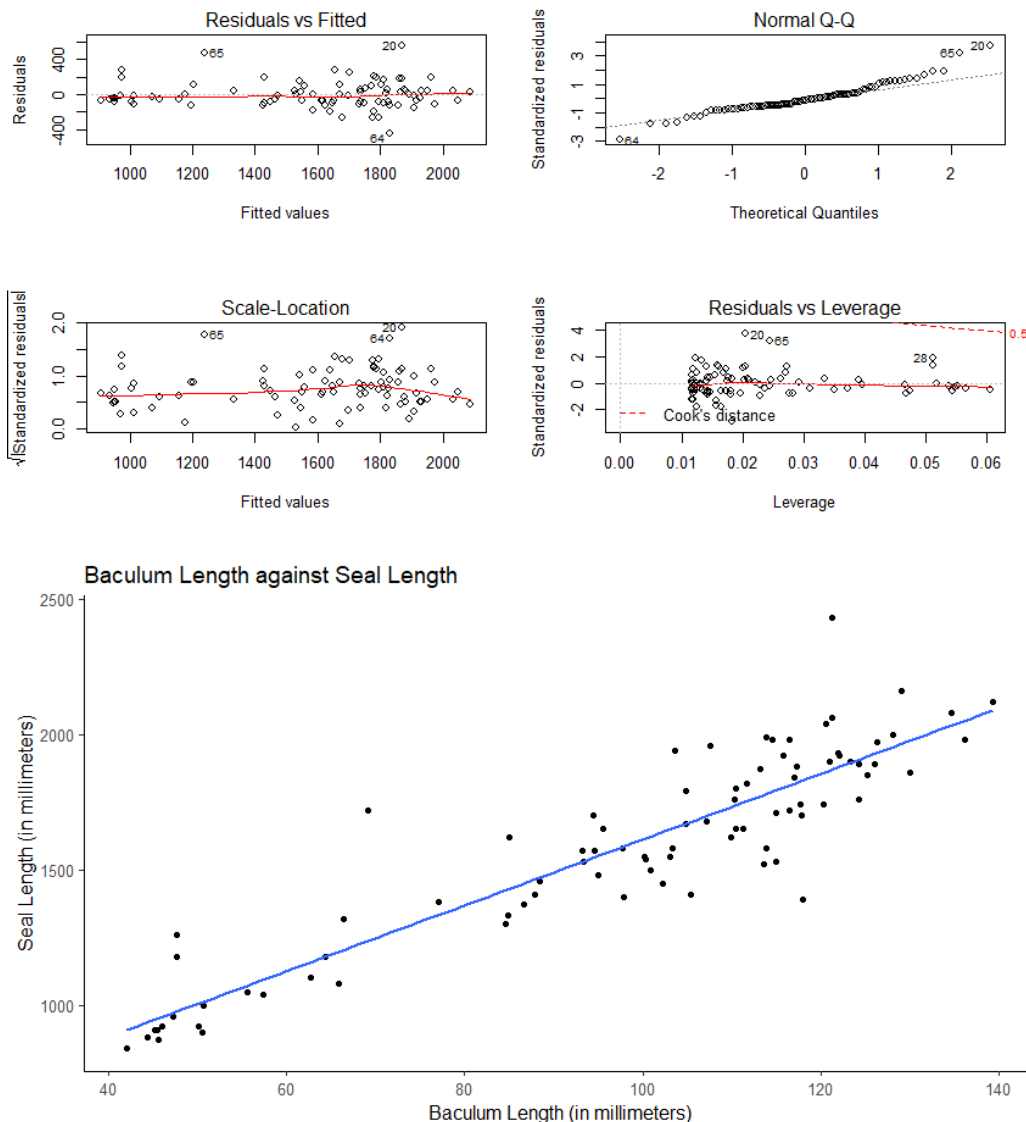 Residuals vs Fitted
Residuals
400
0
-400
65
20
64
1000 1200 1400 1600 1800 2000
Fitted values
Normal Q-Q
Standardized residuals
3
1
-1
-3
65
20
64
-2 -1 0 1 2
Theoretical Quantiles
Scale-Location
√|Standardized residuals|
2.0
1.0
0.0
65
20
64
1000 1200 1400 1600 1800 2000
Fitted values
Residuals vs Leverage
Standardized residuals
4
2
0
-2
20
65
28
0.5
Cook's distance
0.00 0.01 0.02 0.03 0.04 0.05 0.06
Leverage
Baculum Length against Seal Length
Seal Length (in millimeters)
2500
2000
1500
1000
40 60 80 100 120 140
Baculum Length (in millimeters)